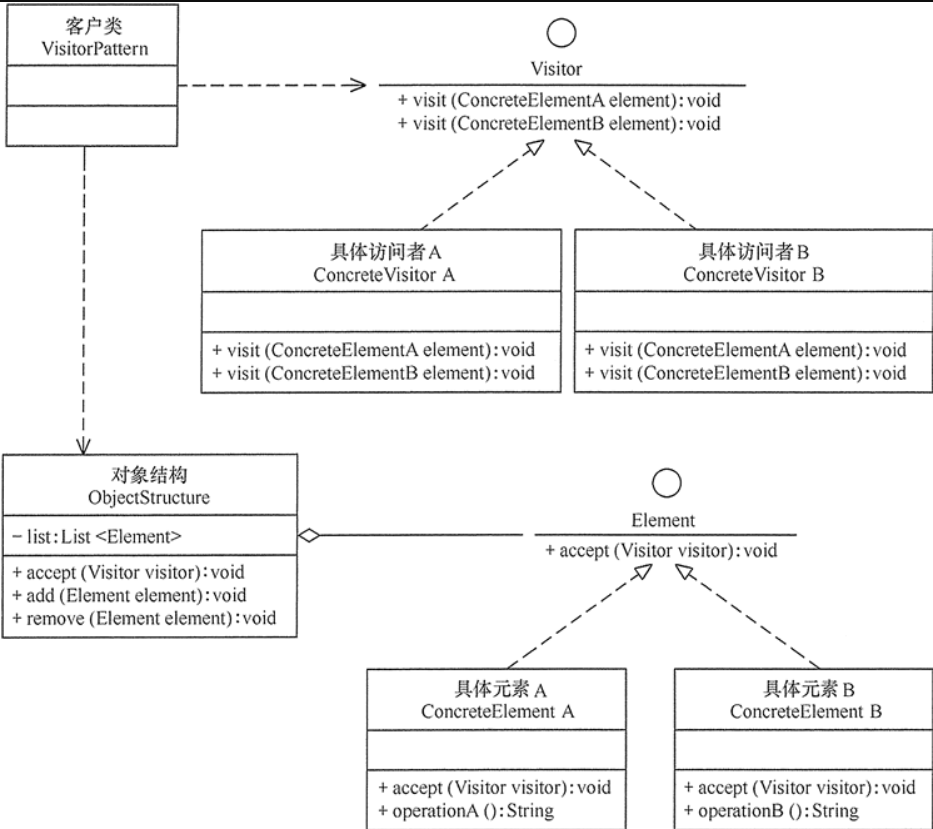 客户类
VisitorPattern
Visitor
+ visit (ConcreteElementA element):void
+ visit (ConcreteElementB element):void
具体访问者A
ConcreteVisitor A
+ visit (ConcreteElementA element):void
+ visit (ConcreteElementB element):void
具体访问者B
ConcreteVisitor B
+ visit (ConcreteElementA element):void
+ visit (ConcreteElementB element):void
对象结构
ObjectStructure
− list:List <Element>
+ accept (Visitor visitor):void
+ add (Element element):void
+ remove (Element element):void
Element
+ accept (Visitor visitor):void
具体元素A
ConcreteElement A
+ accept (Visitor visitor):void
+ operationA ():String
具体元素B
ConcreteElement B
+ accept (Visitor visitor):void
+ operationB ():String